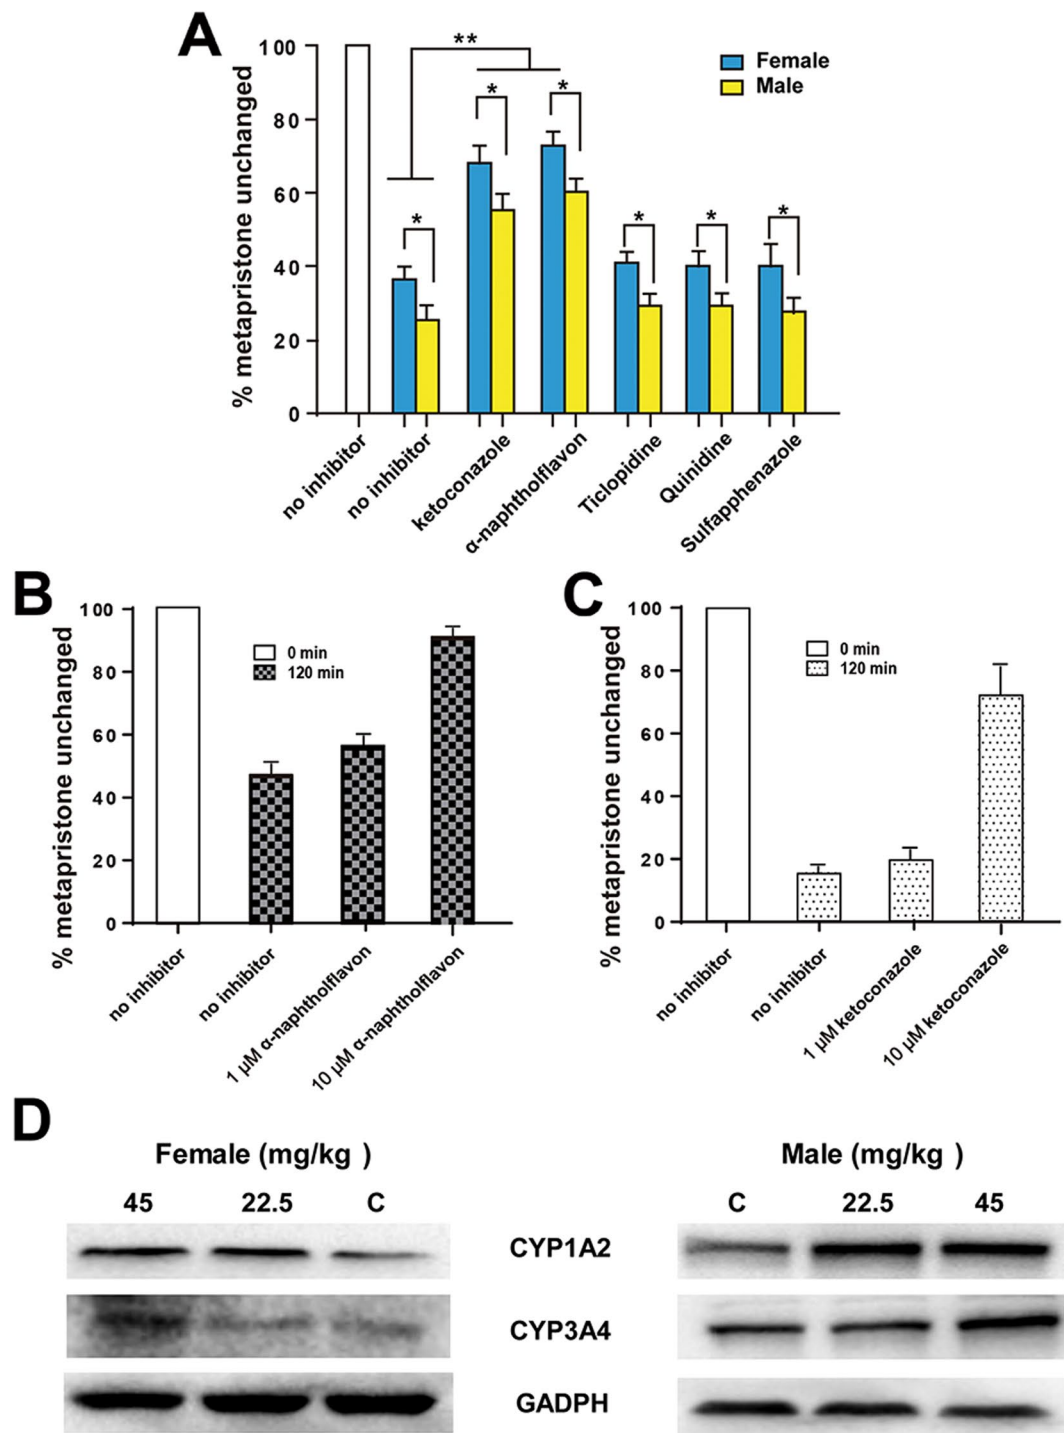 A
% metapristone unchanged
100
80
60
40
20
0
**
*
*
*
*
*
*
Female
Male
no inhibitor
no inhibitor
ketoconazole
α-naphtholflavon
Ticlopidine
Quinidine
Sulfapphenazole
B
% metapristone unchanged
100
80
60
40
20
0
0 min
120 min
no inhibitor
no inhibitor
1 µM α-naphtholflavon
10 µM α-naphtholflavon
C
% metapristone unchanged
100
80
60
40
20
0
0 min
120 min
no inhibitor
no inhibitor
1 µM ketoconazole
10 µM ketoconazole
D
Female (mg/kg )
Male (mg/kg )
45 22.5 C
C 22.5 45
CYP1A2
CYP3A4
GADPH